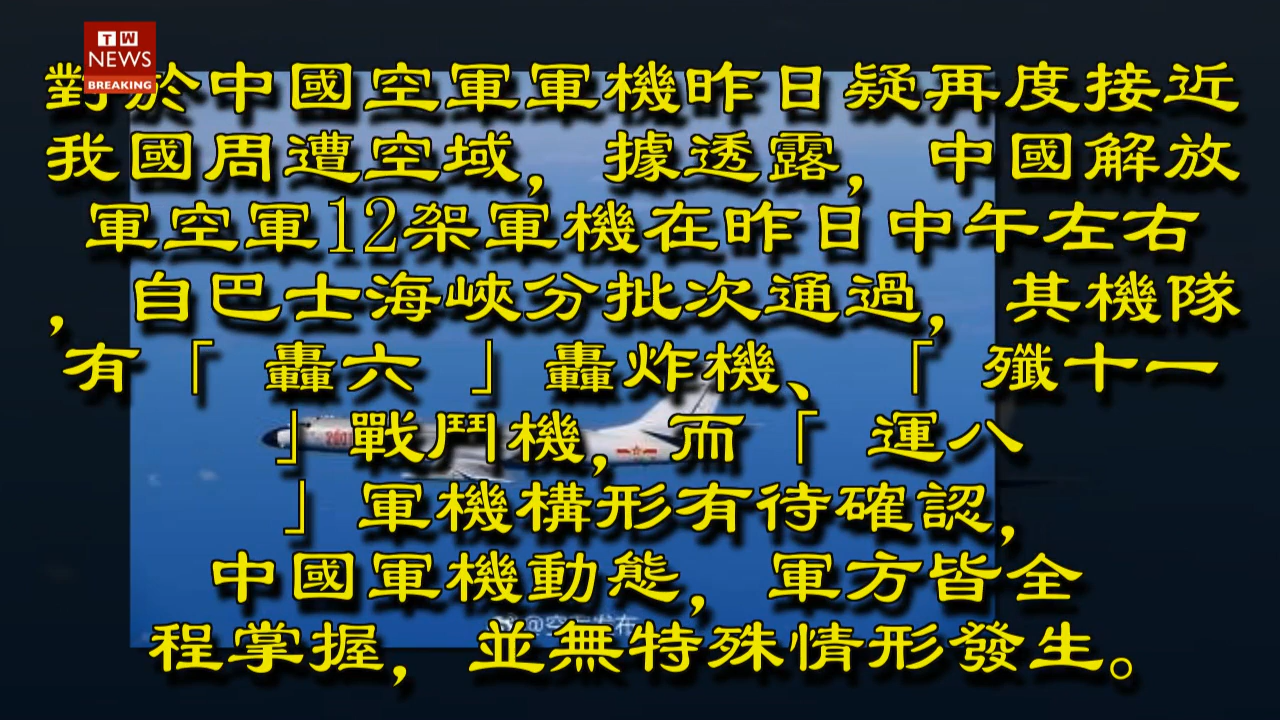 TW
NEWS
BREAKING
對於中國空軍軍機昨日疑再度接近
我國周遭空域，據透露，中國解放
軍空軍12架軍機在昨日中午左右
，自巴士海峽分批次通過，其機隊
有「 轟六 」轟炸機、「 殲十一
」戰鬥機，而「 運八
」軍機構形有待確認，
中國軍機動態，軍方皆全
程掌握，並無特殊情形發生。